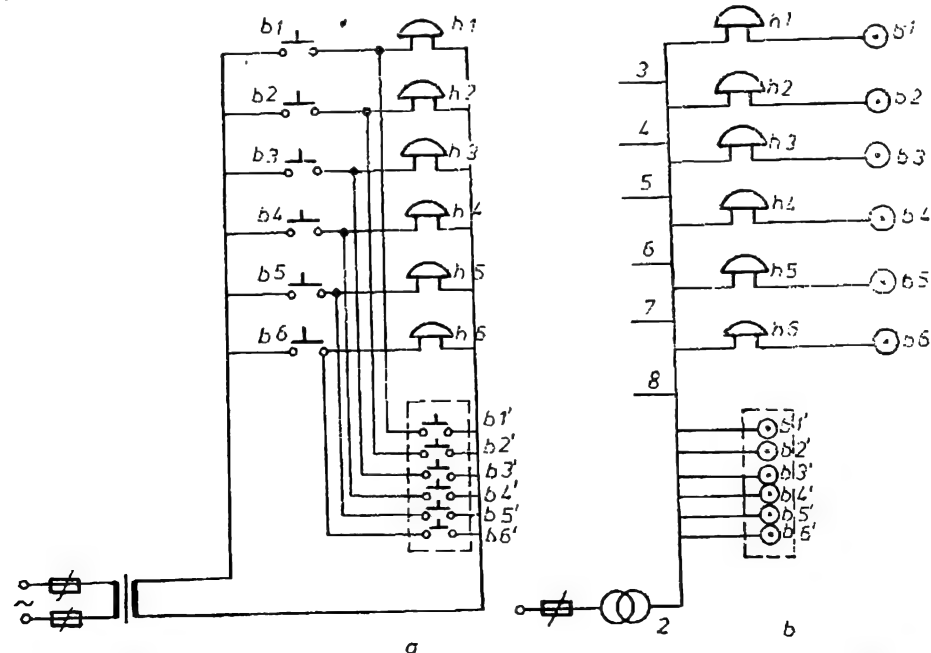 b1 h1
b2 h2
b3 h3
b4 h4
b5 h5
b6 h6
b1'
b2'
b3'
b4'
b5'
b6'
~
a
h1 b1
3
h2 b2
4
h3 b3
5
h4 b4
6
h5 b5
7
h6 b6
8
b1'
b2'
b3'
b4'
b5'
b6'
2
b